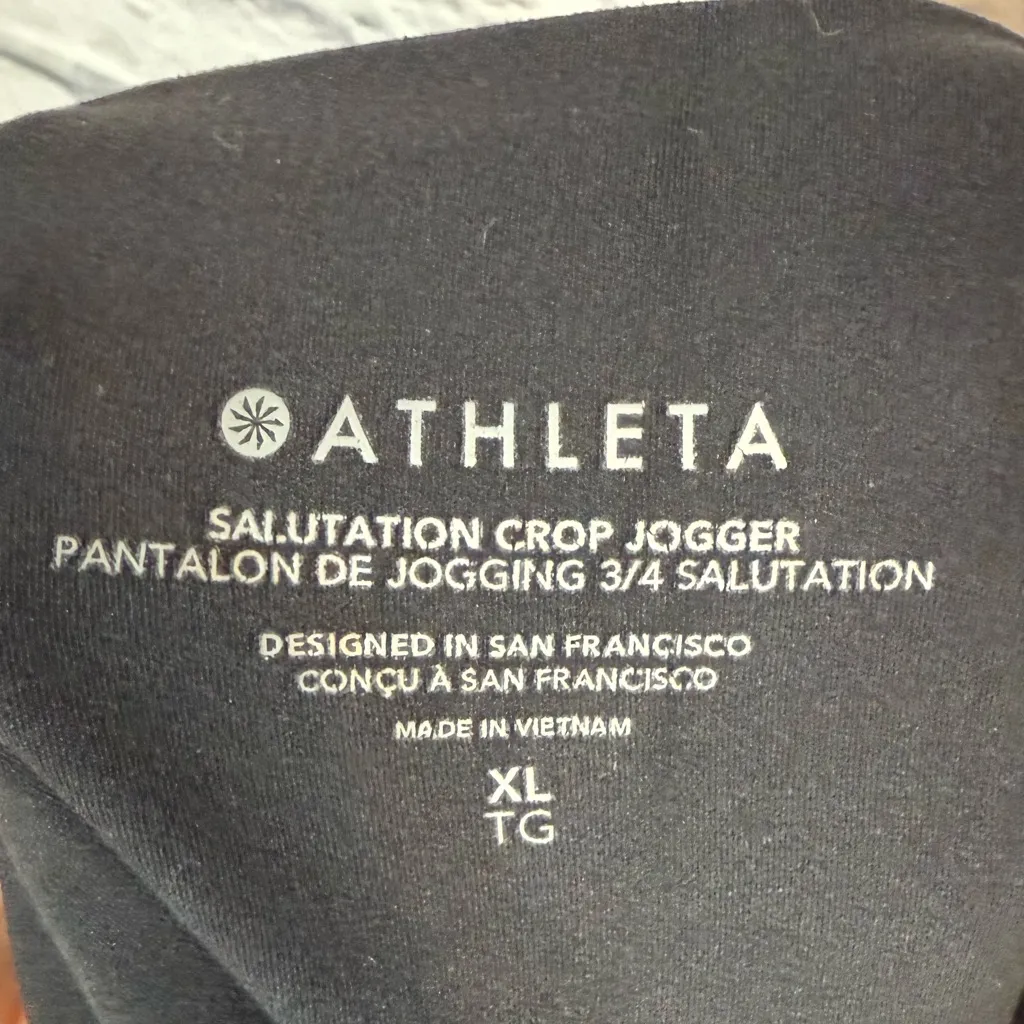 ATHLETA
SALUTATION CROP JOGGER
PANTALON DE JOGGING 3/4 SALUTATION
DESIGNED IN SAN FRANCISCO
CONÇU À SAN FRANCISCO
MADE IN VIETNAM
XL
TG